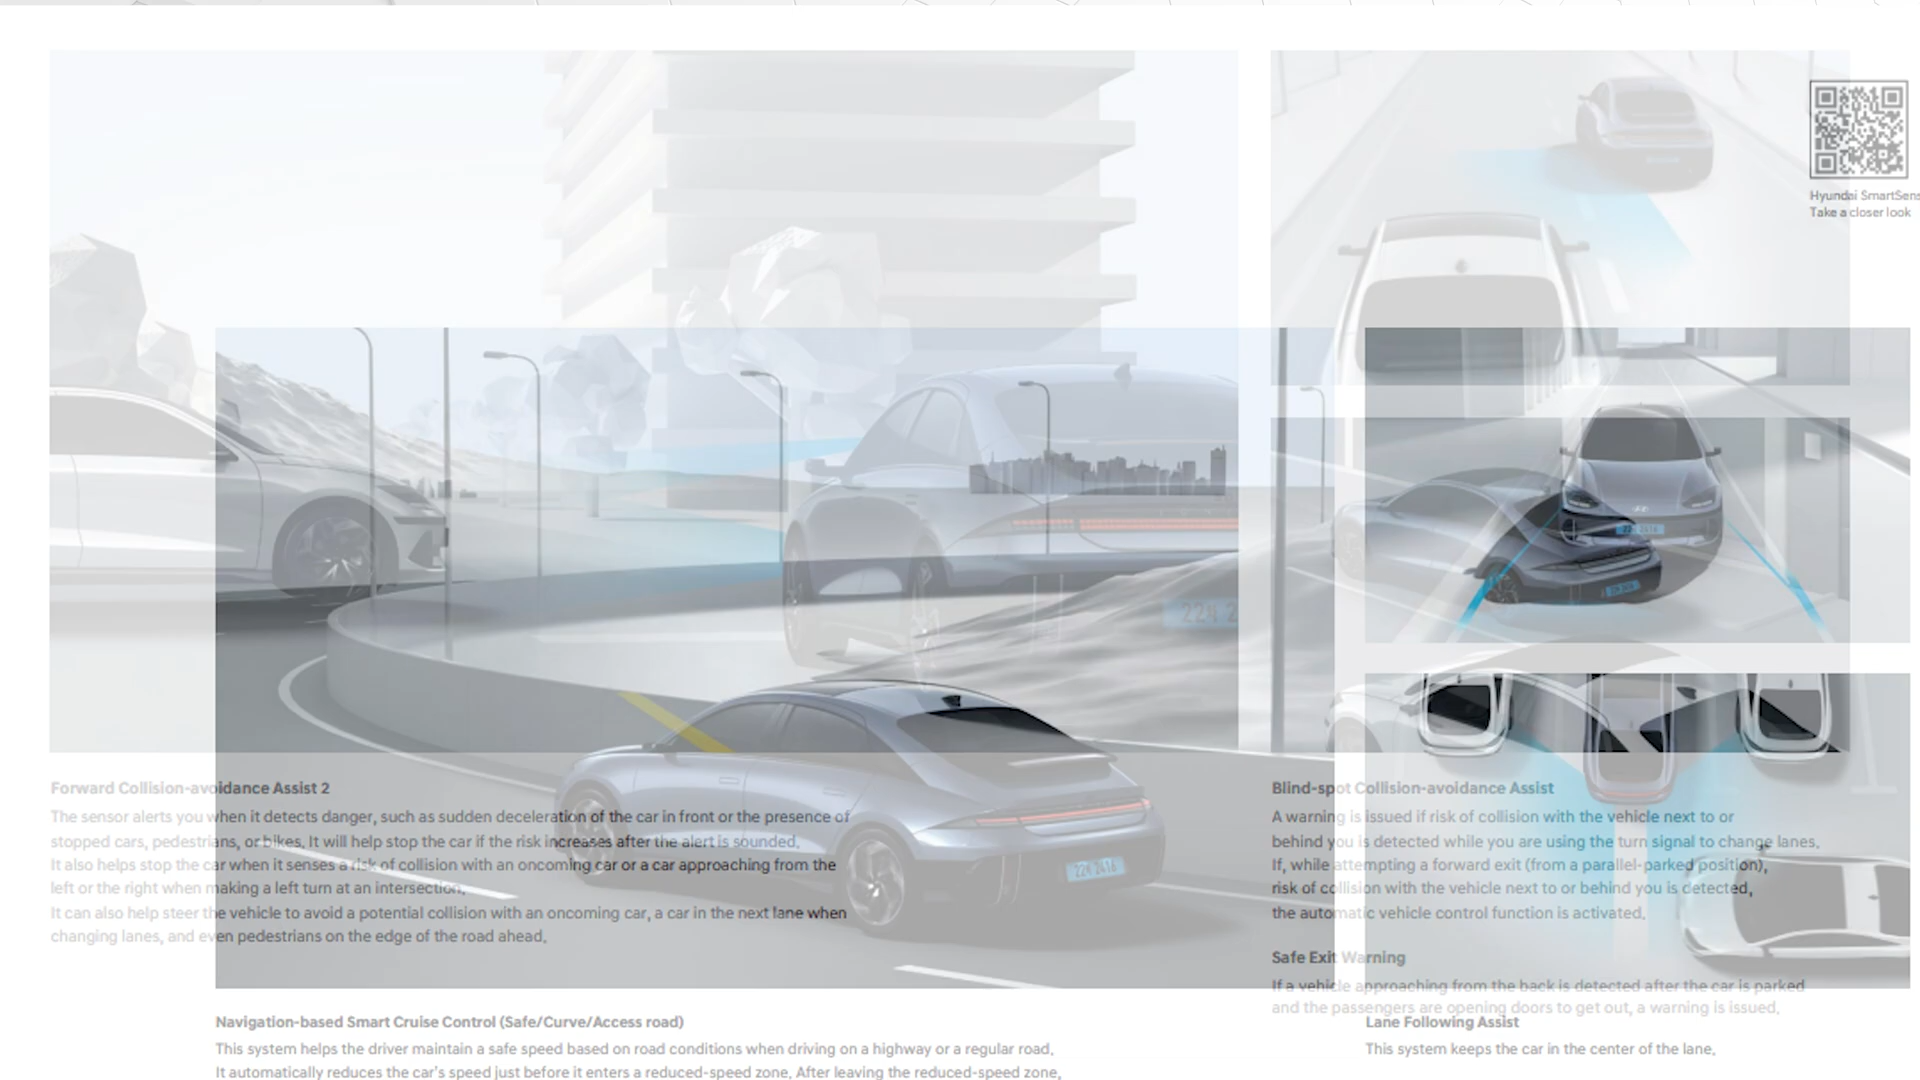 Hyundai SmartSens
Take a closer look
22 2416
Forward Collision-avoidance Assist 2
The sensor alerts you when it detects danger, such as sudden deceleration of the car in front or the presence of
stopped cars, pedestrians, or bikes. It will help stop the car if the risk increases after the alert is sounded.
It also helps stop the car when it senses a risk of collision with an oncoming car or a car approaching from the
left or the right when making a left turn at an intersection.
It can also help steer the vehicle to avoid a potential collision with an oncoming car, a car in the next lane when
changing lanes, and even pedestrians on the edge of the road ahead.
Blind-spot Collision-avoidance Assist
A warning is issued if risk of collision with the vehicle next to or
behind you is detected while you are using the turn signal to change lanes.
If, while attempting a forward exit (from a parallel-parked position),
risk of collision with the vehicle next to or behind you is detected,
the automatic vehicle control function is activated.
Safe Exit Warning
If a vehicle approaching from the back is detected after the car is parked
and the passengers are opening doors to get out, a warning is issued.
Navigation-based Smart Cruise Control (Safe/Curve/Access road)
This system helps the driver maintain a safe speed based on road conditions when driving on a highway or a regular road.
It automatically reduces the car's speed just before it enters a reduced-speed zone. After leaving the reduced-speed zone,
Lane Following Assist
This system keeps the car in the center of the lane.